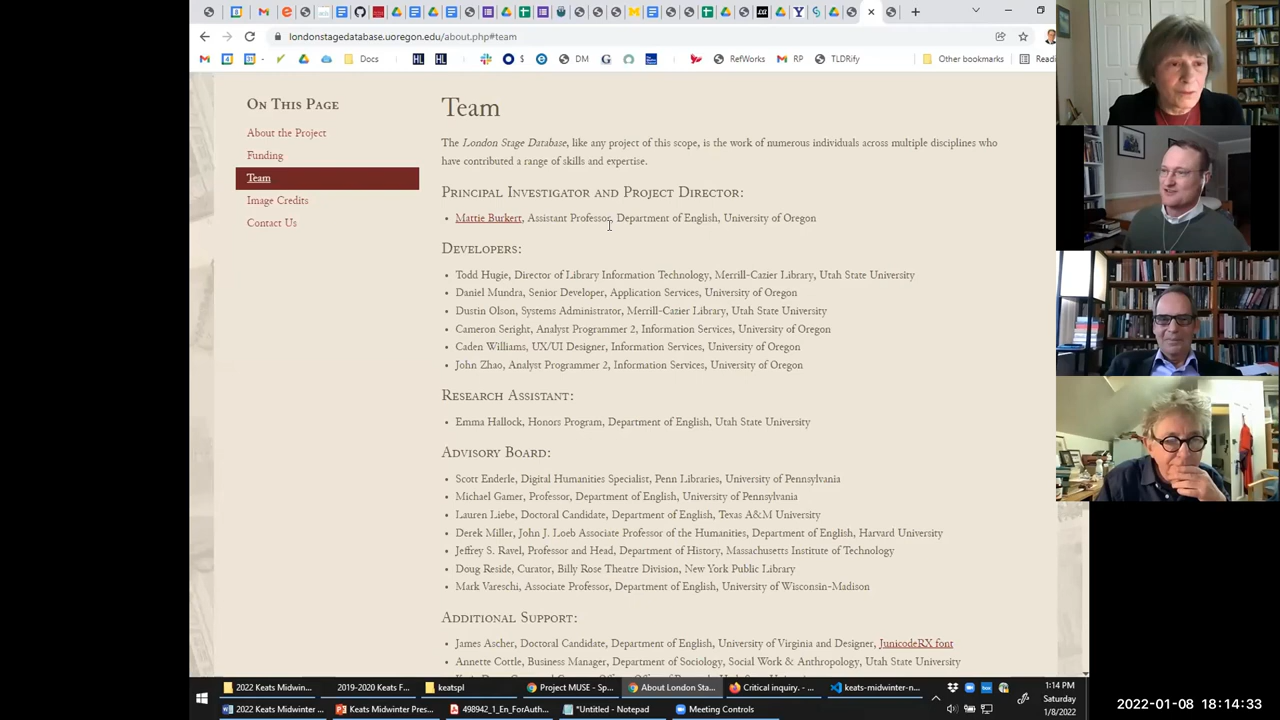 londonstagedatabase.uoregon.edu/about.php#team
Docs
DM
RefWorks
RP
TLDRify
Other bookmarks
On This Page
About the Project
Funding
Team
Image Credits
Contact Us
Team
The London Stage Database, like any project of this scope, is the work of numerous individuals across multiple disciplines who
have contributed a range of skills and expertise.
Principal Investigator and Project Director:
• Mattie Burkert, Assistant Professor, Department of English, University of Oregon
Developers:
• Todd Hugie, Director of Library Information Technology, Merrill-Cazier Library, Utah State University
• Daniel Mundra, Senior Developer, Application Services, University of Oregon
• Dustin Olson, Systems Administrator, Merrill-Cazier Library, Utah State University
• Cameron Seright, Analyst Programmer 2, Information Services, University of Oregon
• Caden Williams, UX/UI Designer, Information Services, University of Oregon
• John Zhao, Analyst Programmer 2, Information Services, University of Oregon
Research Assistant:
• Emma Hallock, Honors Program, Department of English, Utah State University
Advisory Board:
• Scott Enderle, Digital Humanities Specialist, Penn Libraries, University of Pennsylvania
• Michael Gamer, Professor, Department of English, University of Pennsylvania
• Lauren Liebe, Doctoral Candidate, Department of English, Texas A&M University
• Derek Miller, John J. Loeb Associate Professor of the Humanities, Department of English, Harvard University
• Jeffrey S. Ravel, Professor and Head, Department of History, Massachusetts Institute of Technology
• Doug Reside, Curator, Billy Rose Theatre Division, New York Public Library
• Mark Vareschi, Associate Professor, Department of English, University of Wisconsin-Madison
Additional Support:
• James Ascher, Doctoral Candidate, Department of English, University of Virginia and Designer, JunicodeRX font
• Annette Cottle, Business Manager, Department of Sociology, Social Work & Anthropology, Utah State University
2022 Keats Midwin...
2019-2020 Keats F...
keatspl
Project MUSE - Sp...
About London Sta...
Critical inquiry. - ...
keats-midwinter-n...
1:14 PM
Saturday
1/8/2022
2022 Keats Midwinter ...
Keats Midwinter Pres...
498942_1_En_ForAuth...
*Untitled - Notepad
Meeting Controls
2022-01-08 18:14:33